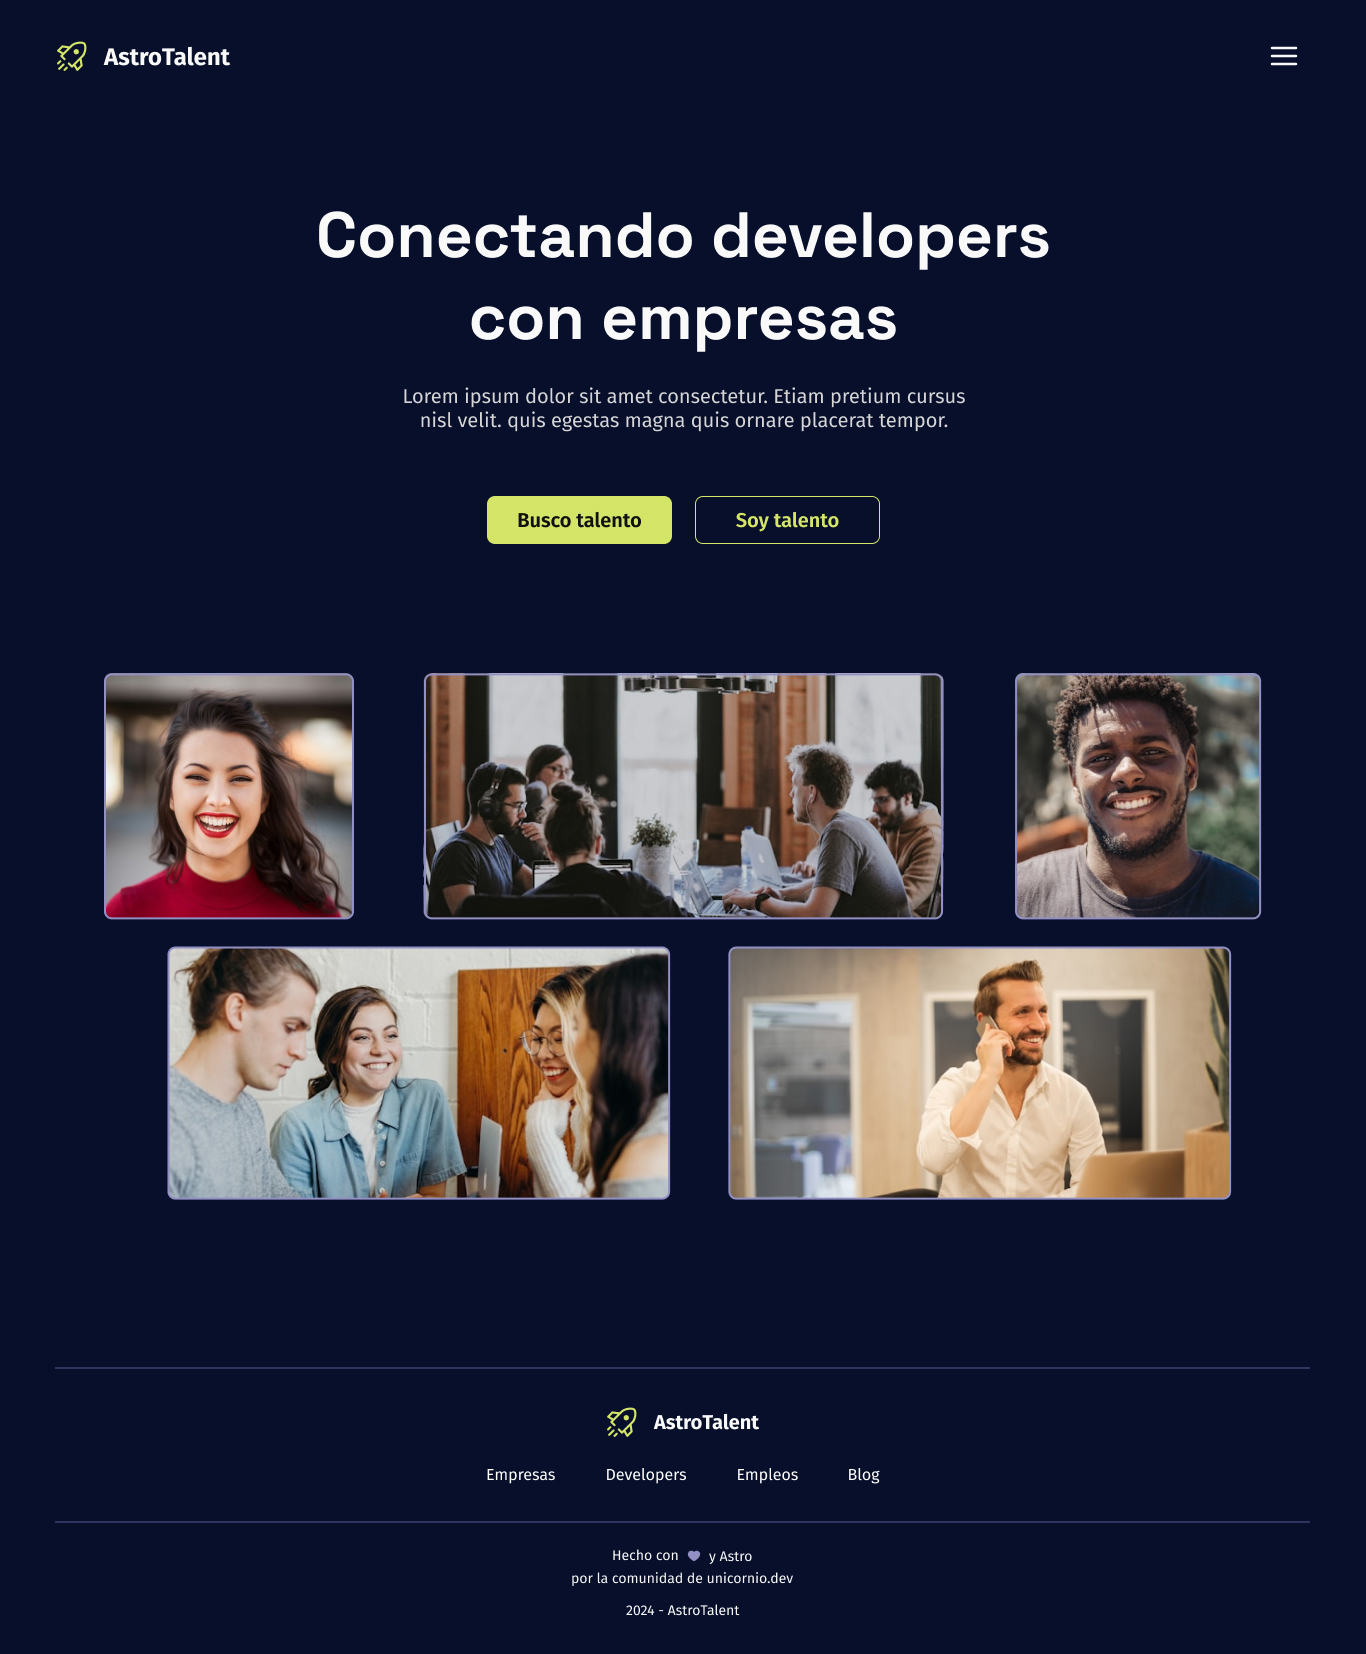 AstroTalent
Conectando developers
con empresas
Lorem ipsum dolor sit amet consectetur. Etiam pretium cursus
nisl velit. quis egestas magna quis ornare placerat tempor.
Busco talento
Soy talento
AstroTalent
Empresas
Developers
Empleos
Blog
Hecho con y Astro
por la comunidad de unicornio.dev
2024 - AstroTalent